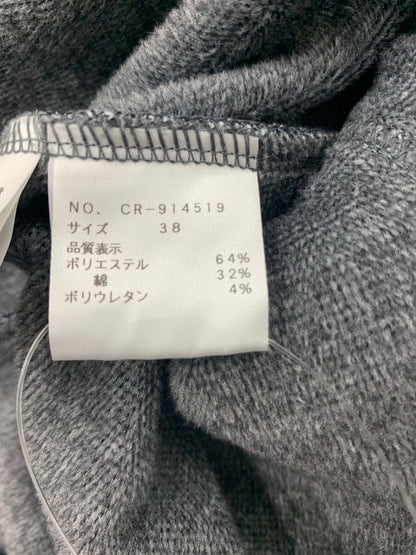 NO. CR-914519
サイズ 38
品質表示
ポリエステル 64%
綿 32%
ポリウレタン 4%